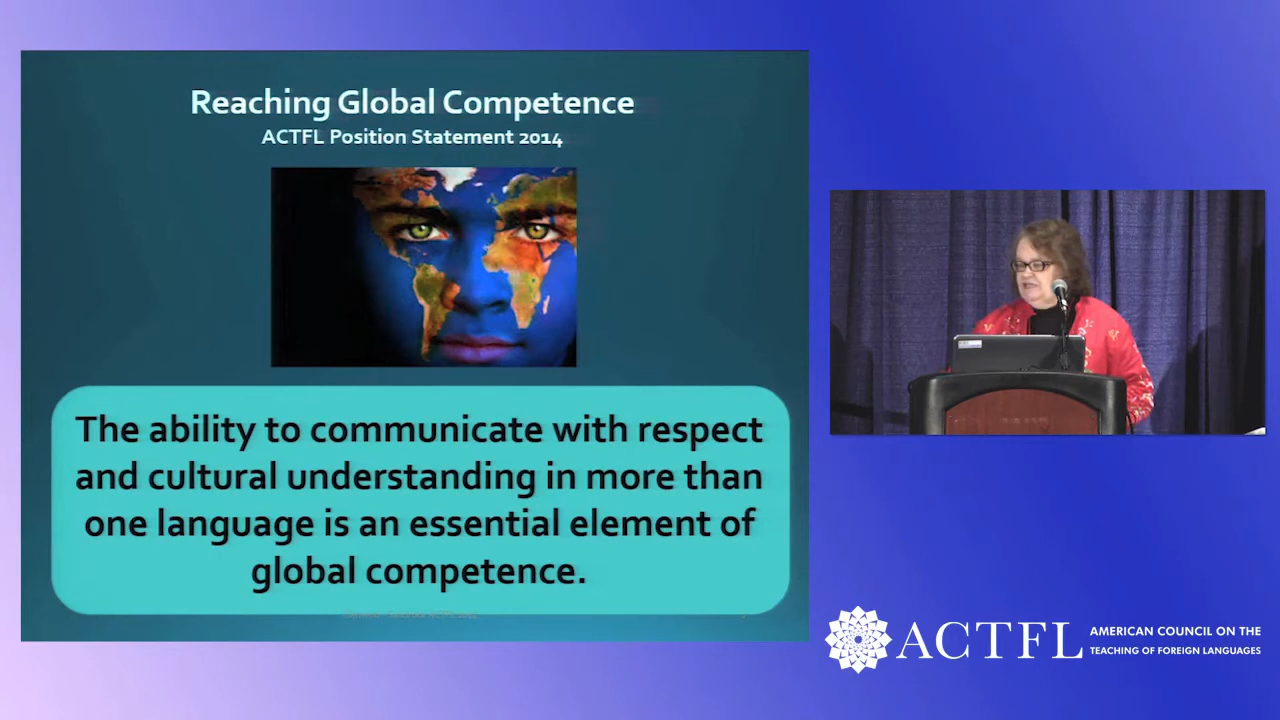 Reaching Global Competence
ACTFL Position Statement 2014
The ability to communicate with respect
and cultural understanding in more than
one language is an essential element of
global competence.
ACTFL
AMERICAN COUNCIL ON THE
TEACHING OF FOREIGN LANGUAGES